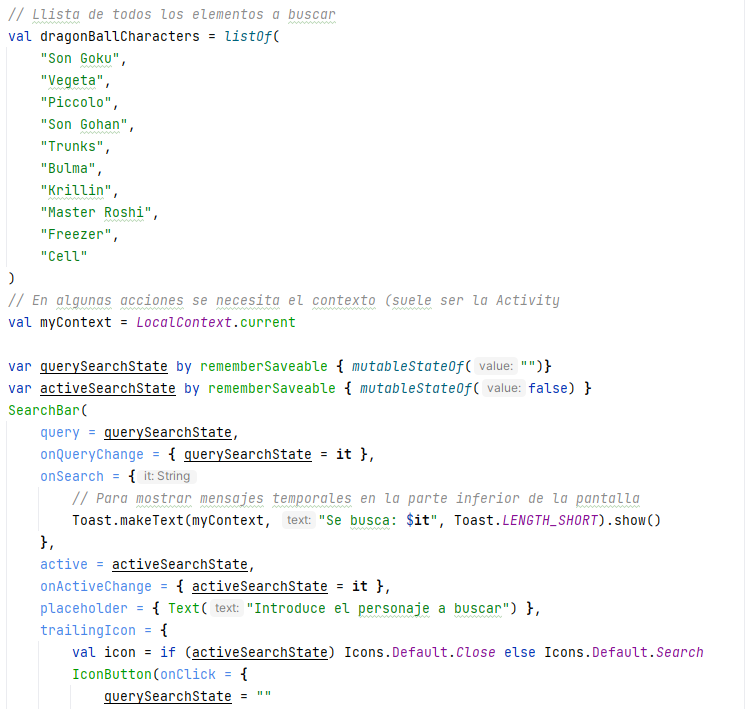 // Llista de todos los elementos a buscar
val dragonBallCharacters = listOf(
    "Son Goku",
    "Vegeta",
    "Piccolo",
    "Son Gohan",
    "Trunks",
    "Bulma",
    "Krillin",
    "Master Roshi",
    "Freezer",
    "Cell"
)
// En algunas acciones se necesita el contexto (suele ser la Activity
val myContext = LocalContext.current

var querySearchState by rememberSaveable { mutableStateOf( value: "")}
var activeSearchState by rememberSaveable { mutableStateOf( value: false) }
SearchBar(
    query = querySearchState,
    onQueryChange = { querySearchState = it },
    onSearch = { it: String
        // Para mostrar mensajes temporales en la parte inferior de la pantalla
        Toast.makeText(myContext, text: "Se busca: $it", Toast.LENGTH_SHORT).show()
    },
    active = activeSearchState,
    onActiveChange = { activeSearchState = it },
    placeholder = { Text( text: "Introduce el personaje a buscar") },
    trailingIcon = {
        val icon = if (activeSearchState) Icons.Default.Close else Icons.Default.Search
        IconButton(onClick = {
            querySearchState = ""